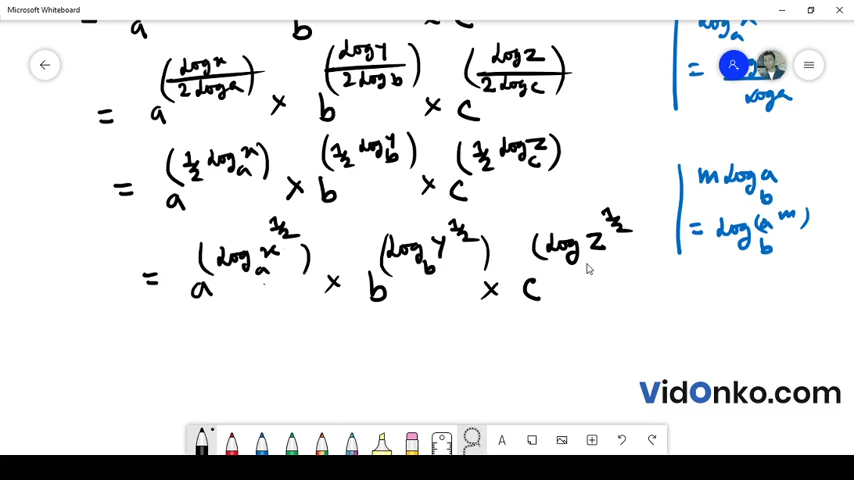 Microsoft Whiteboard
a b c
= a^(log x / 2 log a) × b^(log y / 2 log b) × c^(log z / 2 log c)
= a^(1/2 log_a x) × b^(1/2 log_b y) × c^(1/2 log_c z)
= a^(log_a x^1/2) × b^(log_b y^1/2) × c^(log z^1/2
log_a x
=
log a
m log_b a
= log_b (a^m)
VidOnko.com
A